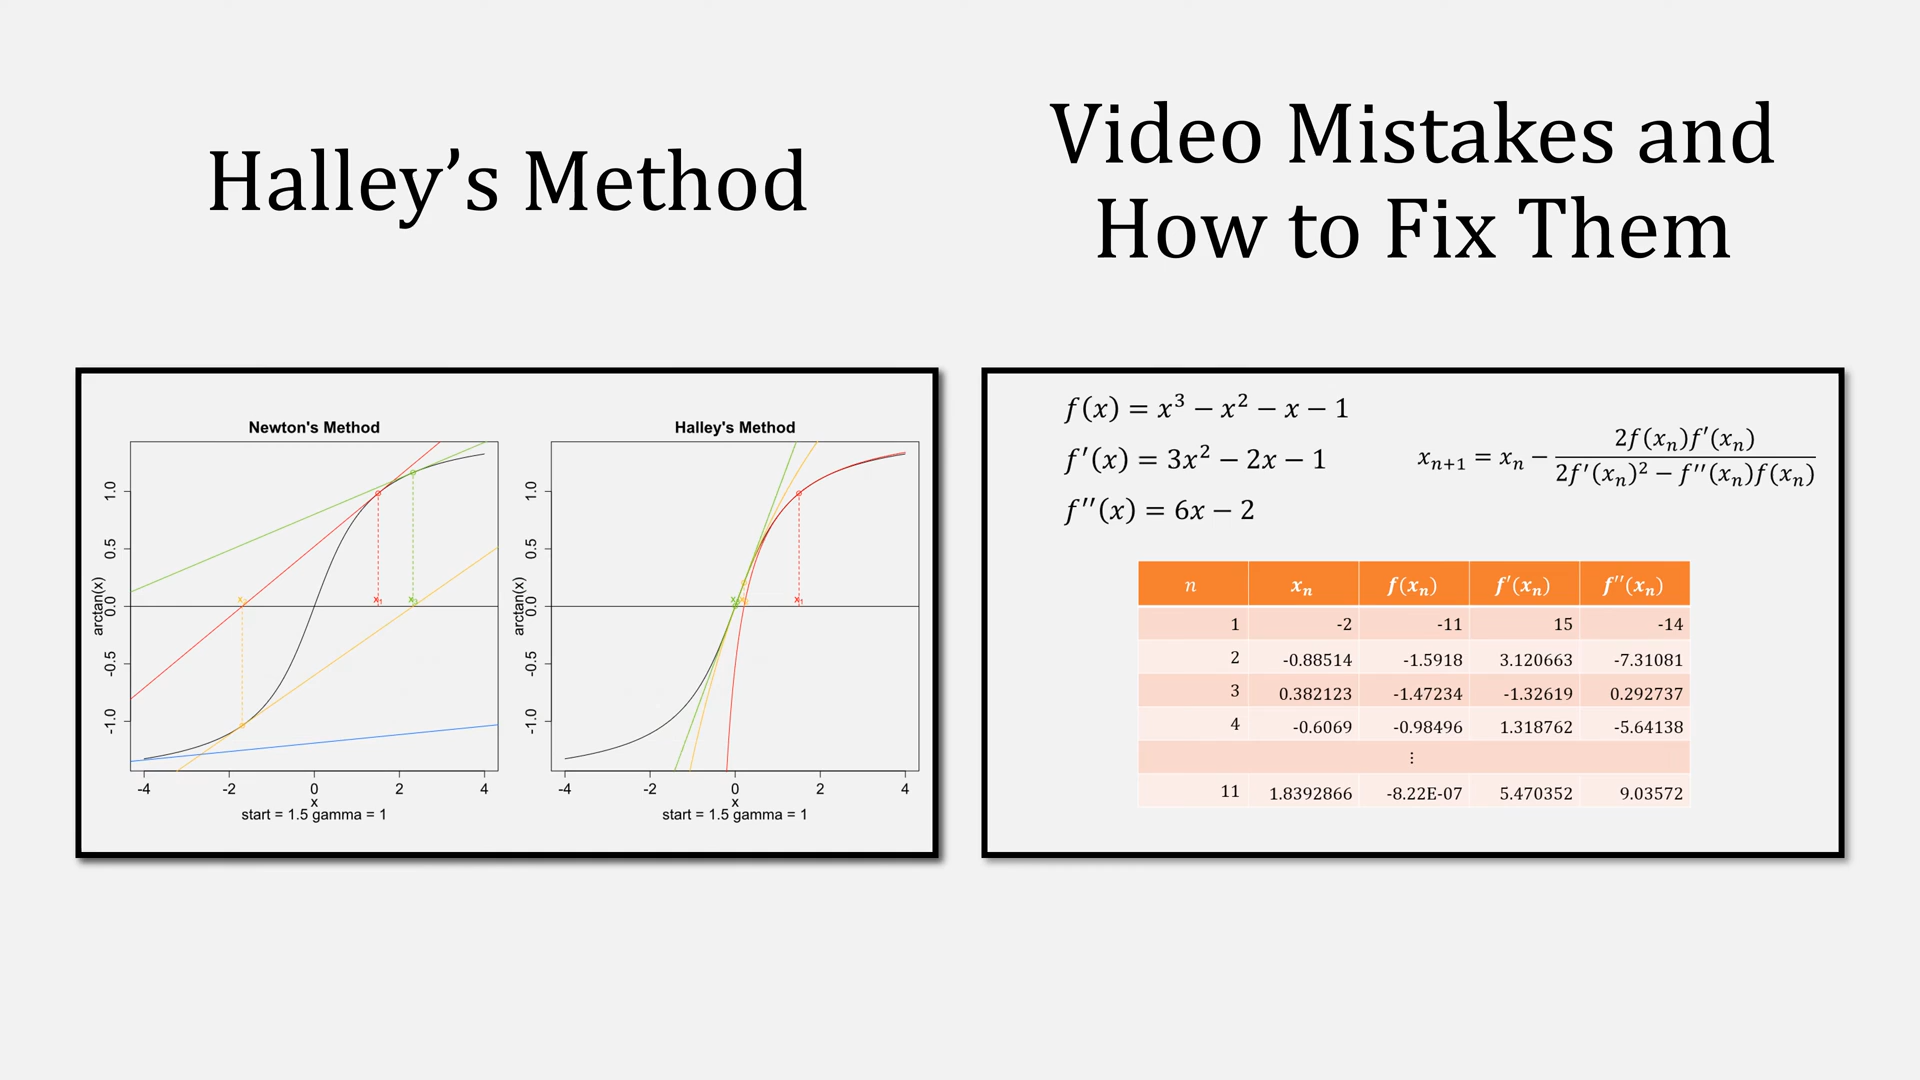 Halley’s Method
Video Mistakes and
How to Fix Them
Newton's Method
arctan(x)
1.0
0.5
0.0
-0.5
-1.0
-4 -2 0 2 4
x
start = 1.5 gamma = 1
Halley's Method
arctan(x)
1.0
0.5
0.0
-0.5
-1.0
-4 -2 0 2 4
x
start = 1.5 gamma = 1
f(x) = x³ − x² − x − 1
f′(x) = 3x² − 2x − 1
f′′(x) = 6x − 2
xₙ₊₁ = xₙ − 2f(xₙ)f′(xₙ) / 2f′(xₙ)² − f′′(xₙ)f(xₙ)
n xₙ f(xₙ) f′(xₙ) f′′(xₙ)
1 -2 -11 15 -14
2 -0.88514 -1.5918 3.120663 -7.31081
3 0.382123 -1.47234 -1.32619 0.292737
4 -0.6069 -0.98496 1.318762 -5.64138
⋮
11 1.8392866 -8.22E-07 5.470352 9.03572